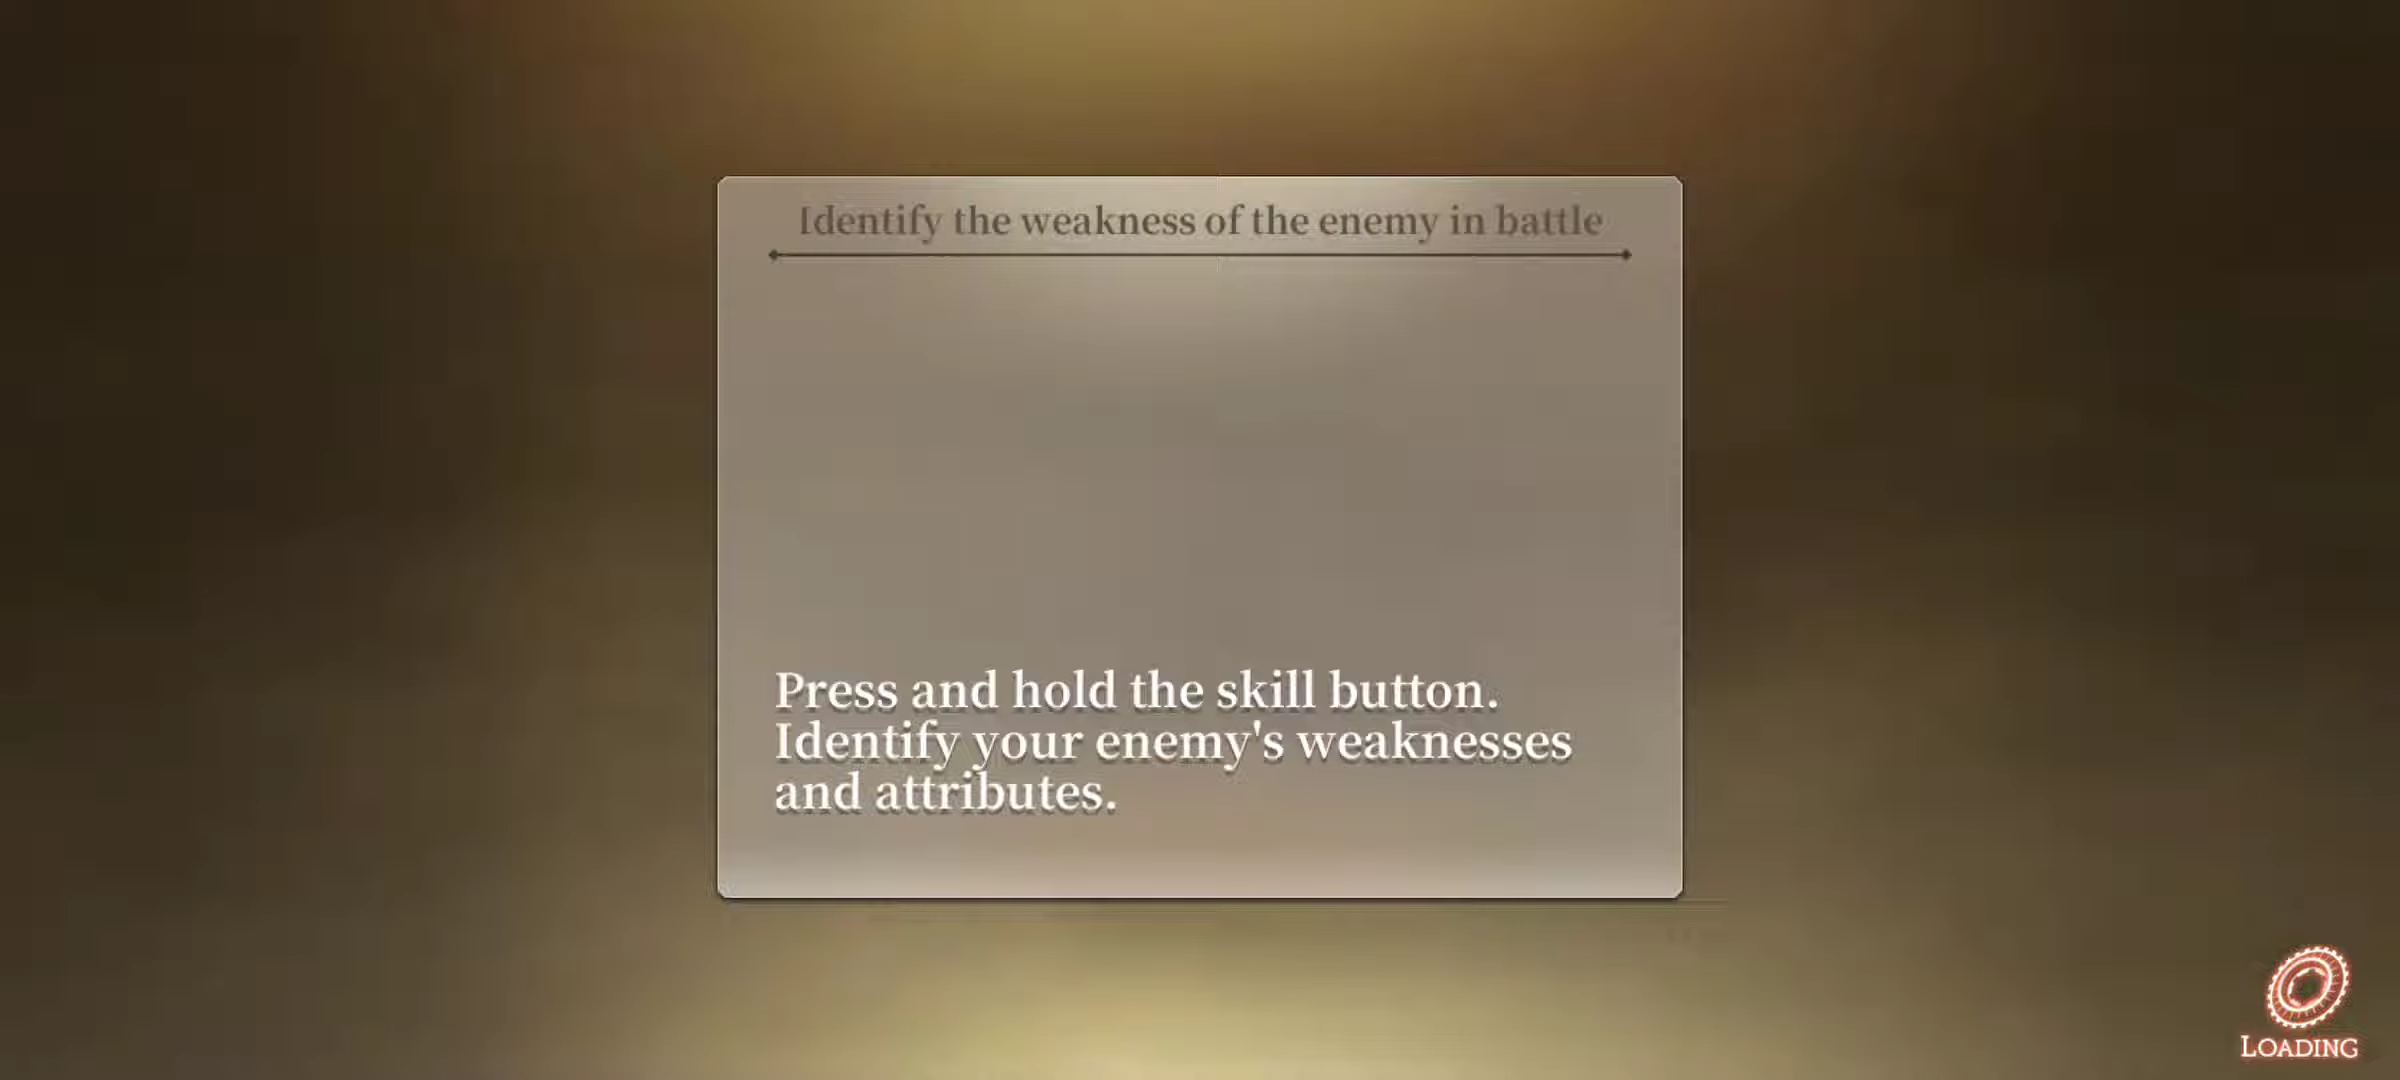 Identify the weakness of the enemy in battle
Press and hold the skill button.
Identify your enemy's weaknesses
and attributes.
LOADING